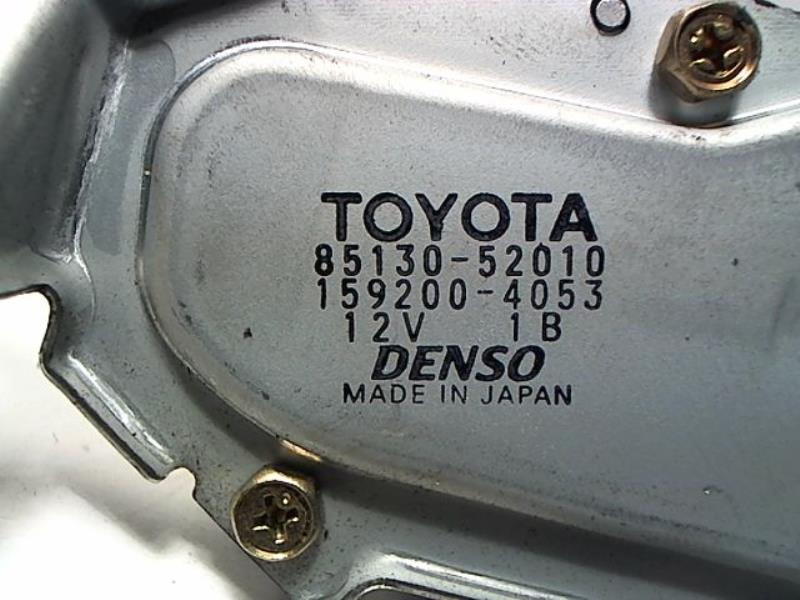 TOYOTA
85130-52010
159200-4053
12V 1B
DENSO
MADE IN JAPAN